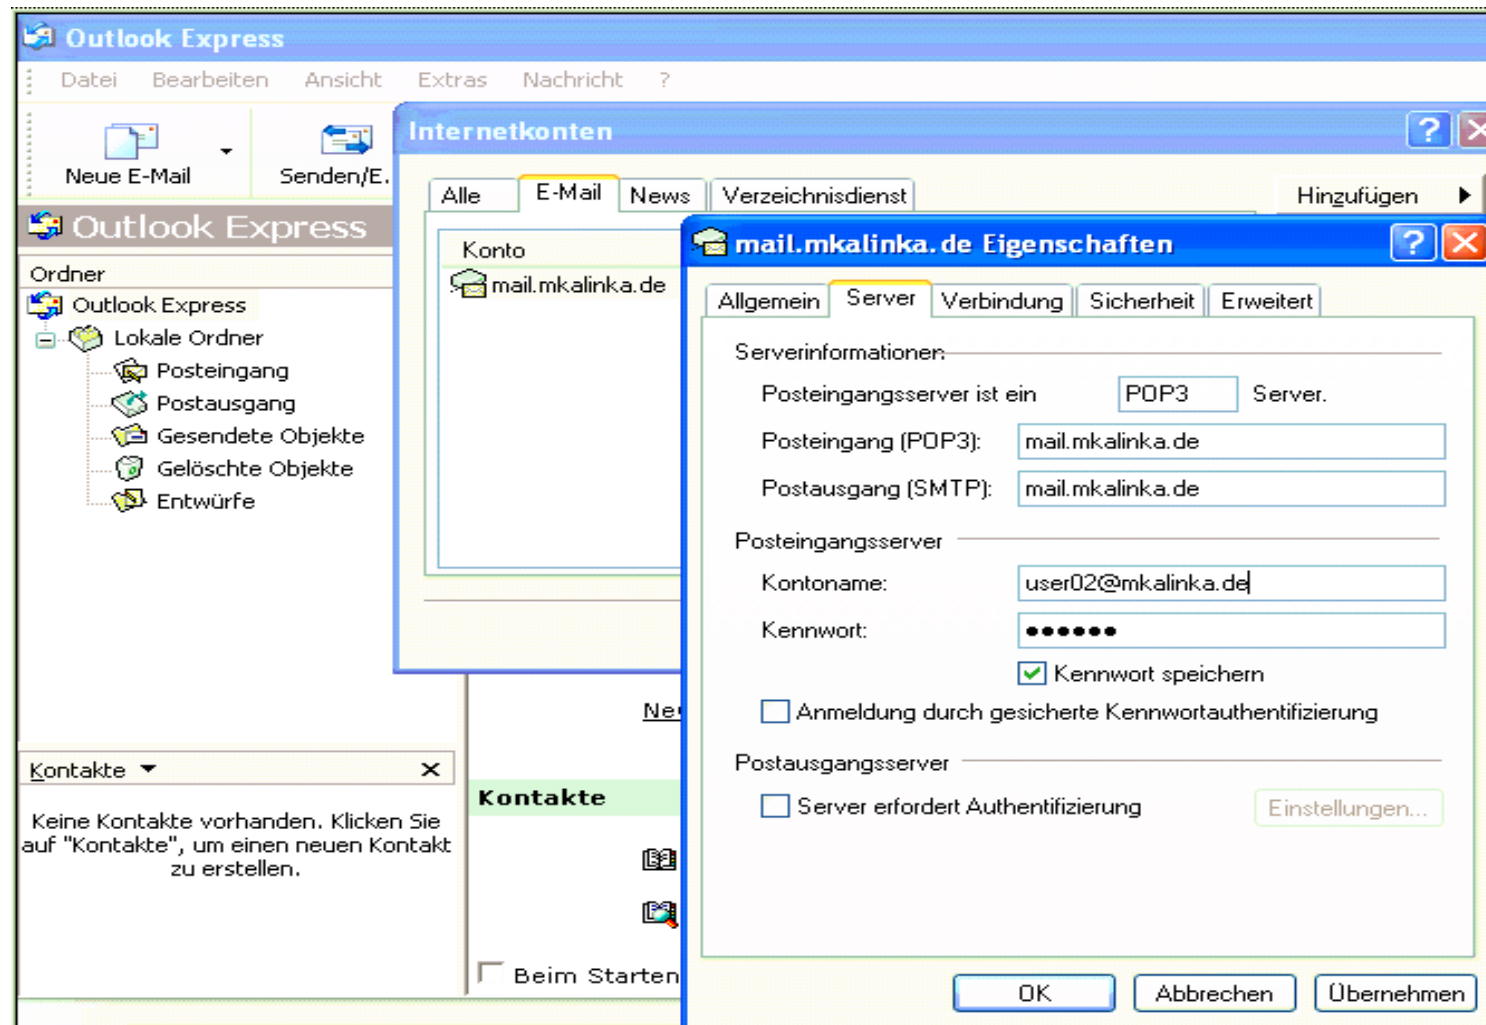 Outlook Express
Datei Bearbeiten Ansicht Extras Nachricht ?
Neue E-Mail
Senden/E.
Outlook Express
Ordner
Outlook Express
Lokale Ordner
Posteingang
Postausgang
Gesendete Objekte
Gelöschte Objekte
Entwürfe
Kontakte
Keine Kontakte vorhanden. Klicken Sie
auf "Kontakte", um einen neuen Kontakt
zu erstellen.
Kontakte
Beim Starten
Internetkonten
Alle E-Mail News Verzeichnisdienst
Hinzufügen
Konto
mail.mkalinka.de
mail.mkalinka.de Eigenschaften
Allgemein Server Verbindung Sicherheit Erweitert
Serverinformationen
Posteingangsserver ist ein POP3 Server.
Posteingang (POP3): mail.mkalinka.de
Postausgang (SMTP): mail.mkalinka.de
Posteingangsserver
Kontoname: user02@mkalinka.de
Kennwort: ●●●●●●
Kennwort speichern
Anmeldung durch gesicherte Kennwortauthentifizierung
Postausgangsserver
Server erfordert Authentifizierung
Einstellungen...
OK Abbrechen Übernehmen